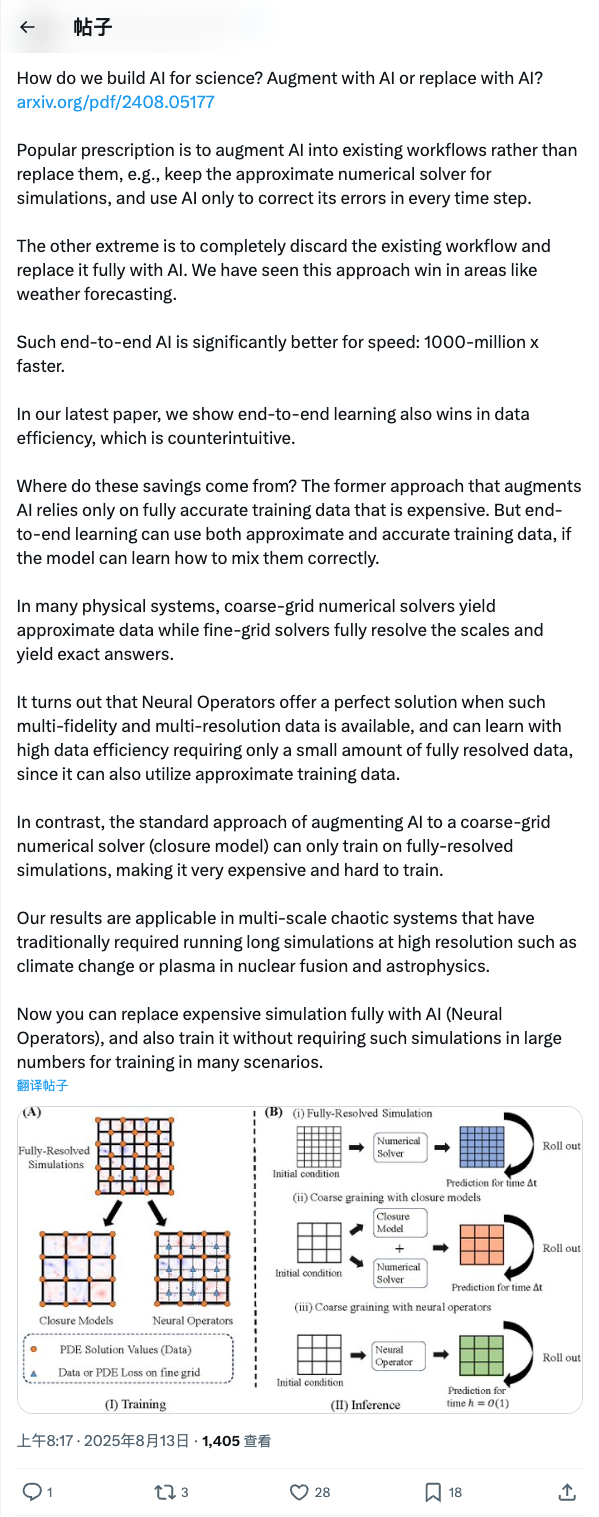 帖子
How do we build AI for science? Augment with AI or replace with AI?
arxiv.org/pdf/2408.05177
Popular prescription is to augment AI into existing workflows rather than
replace them, e.g., keep the approximate numerical solver for
simulations, and use AI only to correct its errors in every time step.
The other extreme is to completely discard the existing workflow and
replace it fully with AI. We have seen this approach win in areas like
weather forecasting.
Such end-to-end AI is significantly better for speed: 1000-million x
faster.
In our latest paper, we show end-to-end learning also wins in data
efficiency, which is counterintuitive.
Where do these savings come from? The former approach that augments
AI relies only on fully accurate training data that is expensive. But end-
to-end learning can use both approximate and accurate training data, if
the model can learn how to mix them correctly.
In many physical systems, coarse-grid numerical solvers yield
approximate data while fine-grid solvers fully resolve the scales and
yield exact answers.
It turns out that Neural Operators offer a perfect solution when such
multi-fidelity and multi-resolution data is available, and can learn with
high data efficiency requiring only a small amount of fully resolved data,
since it can also utilize approximate training data.
In contrast, the standard approach of augmenting AI to a coarse-grid
numerical solver (closure model) can only train on fully-resolved
simulations, making it very expensive and hard to train.
Our results are applicable in multi-scale chaotic systems that have
traditionally required running long simulations at high resolution such as
climate change or plasma in nuclear fusion and astrophysics.
Now you can replace expensive simulation fully with AI (Neural
Operators), and also train it without requiring such simulations in large
numbers for training in many scenarios.
翻译帖子
(A)
Fully-Resolved
Simulations
Closure Models
Neural Operators
PDE Solution Values (Data)
Data or PDE Loss on fine grid
(I) Training
(B)
(i) Fully-Resolved Simulation
Numerical
Solver
Roll out
Initial condition
Prediction for time Δt
(ii) Coarse graining with closure models
Closure
Model
+
Numerical
Solver
Roll out
Initial condition
Prediction for time Δt
(iii) Coarse graining with neural operators
Neural
Operator
Roll out
Initial condition
Prediction for
time h = O(1)
(II) Inference
上午8:17 · 2025年8月13日 · 1,405 查看
1
3
28
18